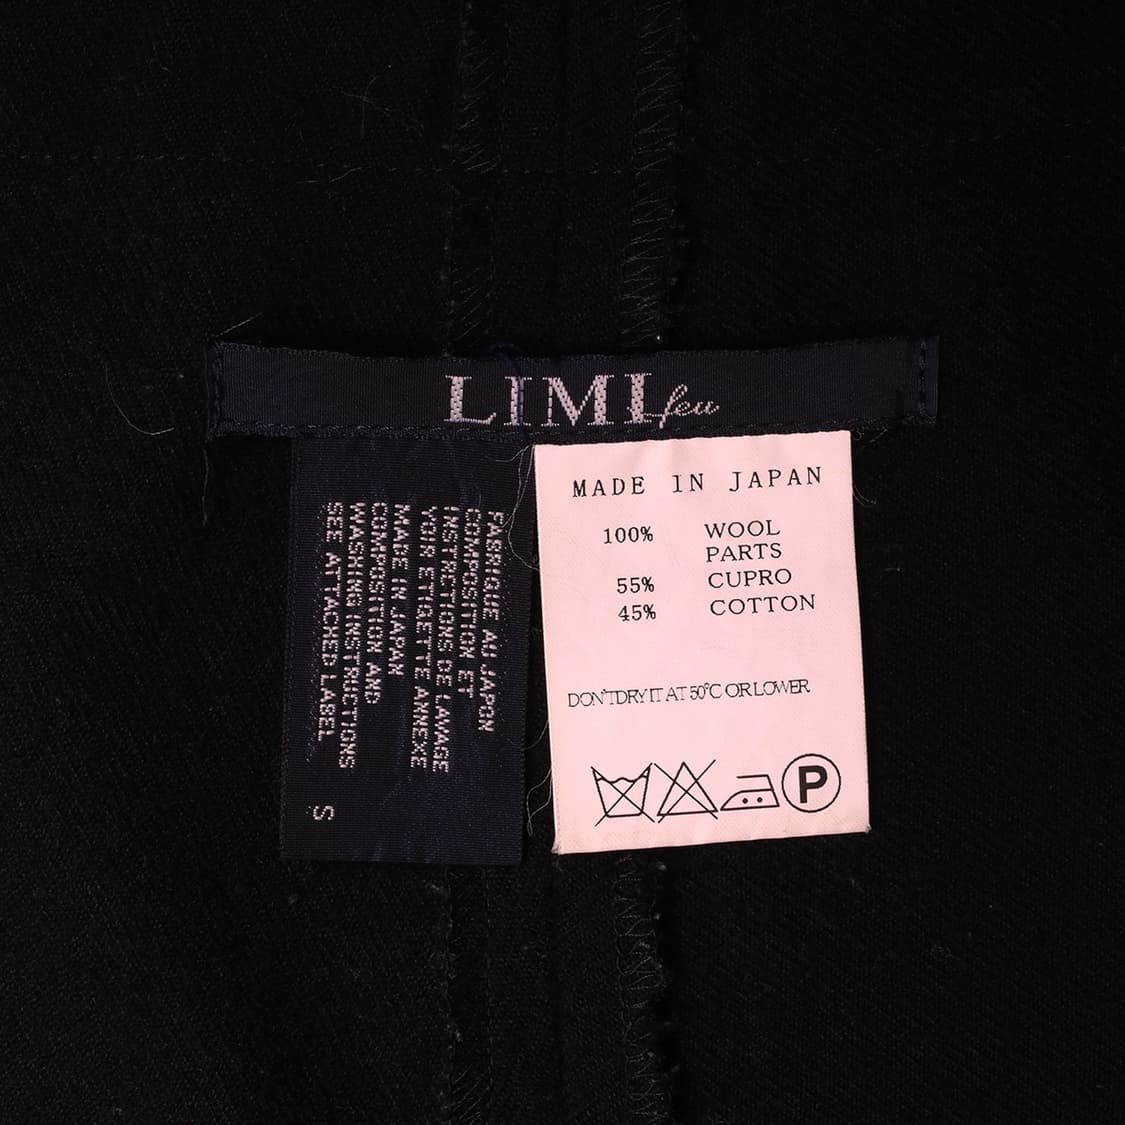 LIMI feu
FABRIQUE AU JAPON
COMPOSITION ET
INSTRECTIONS DE LAVAGE
VOIR ETIGETTE ANNEXE
MADE IN JAPAN
COMPOSITION AND
WASHING INSTRUCTIONS
SEE ATTACHED LABEL
S
MADE IN JAPAN
100% WOOL
PARTS
55% CUPRO
45% COTTON
DON'T DRY IT AT 50°C OR LOWER
P